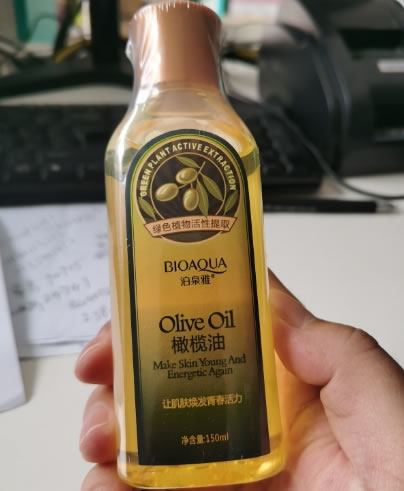 GREEN PLANT ACTIVE EXTRACTION
绿色植物活性提取
BIOAQUA
泊泉雅®
Olive Oil
橄榄油
Make Skin Young And
Energetic Again
让肌肤焕发青春活力
净含量:150ml